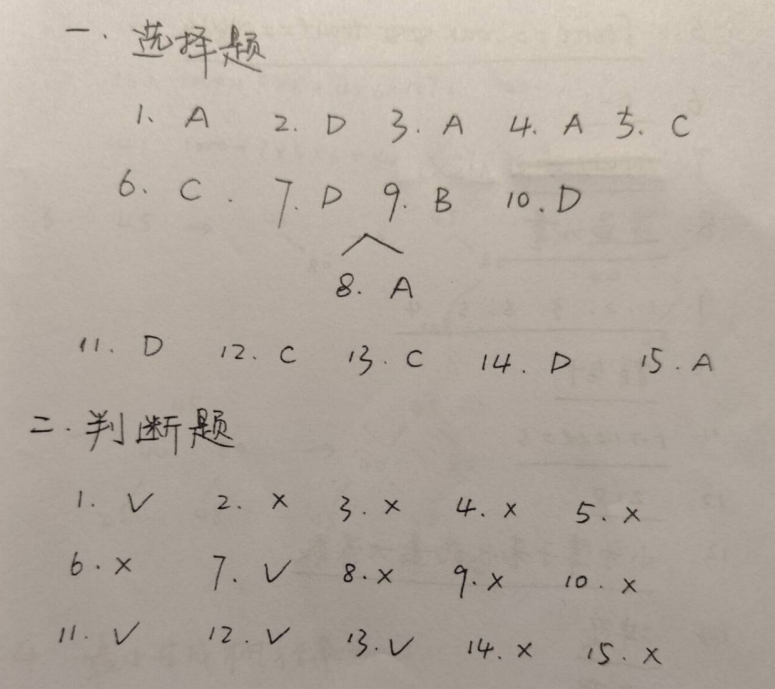 一. 选择题
1. A 2. D 3. A 4. A 5. C
6. C. 7. D 9. B 10. D
8. A
11. D 12. C 13. C 14. D 15. A
二. 判断题
1. √ 2. × 3. × 4. × 5. ×
6. × 7. √ 8. × 9. × 10. ×
11. √ 12. √ 13. √ 14. × 15. ×